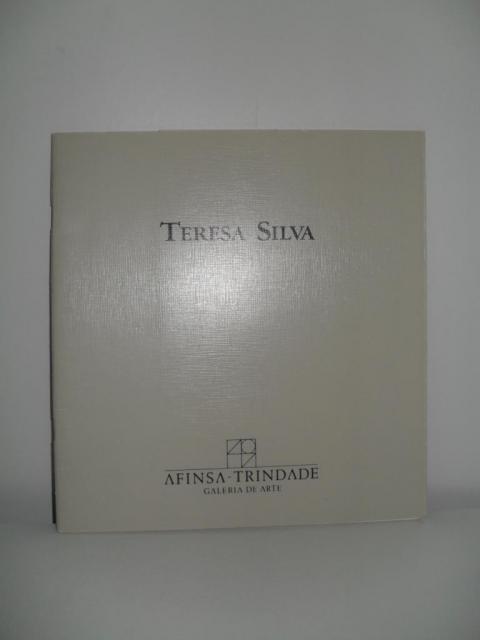 TERESA SILVA
AFINSA-TRINDADE
GALERIA DE ARTE